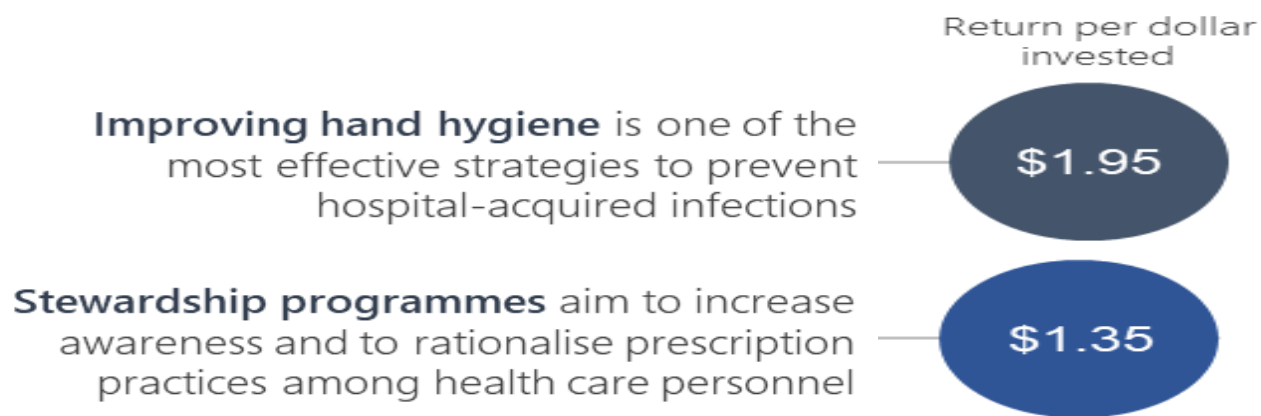 Return per dollar
invested
Improving hand hygiene is one of the
most effective strategies to prevent
hospital-acquired infections
$1.95
Stewardship programmes aim to increase
awareness and to rationalise prescription
practices among health care personnel
$1.35